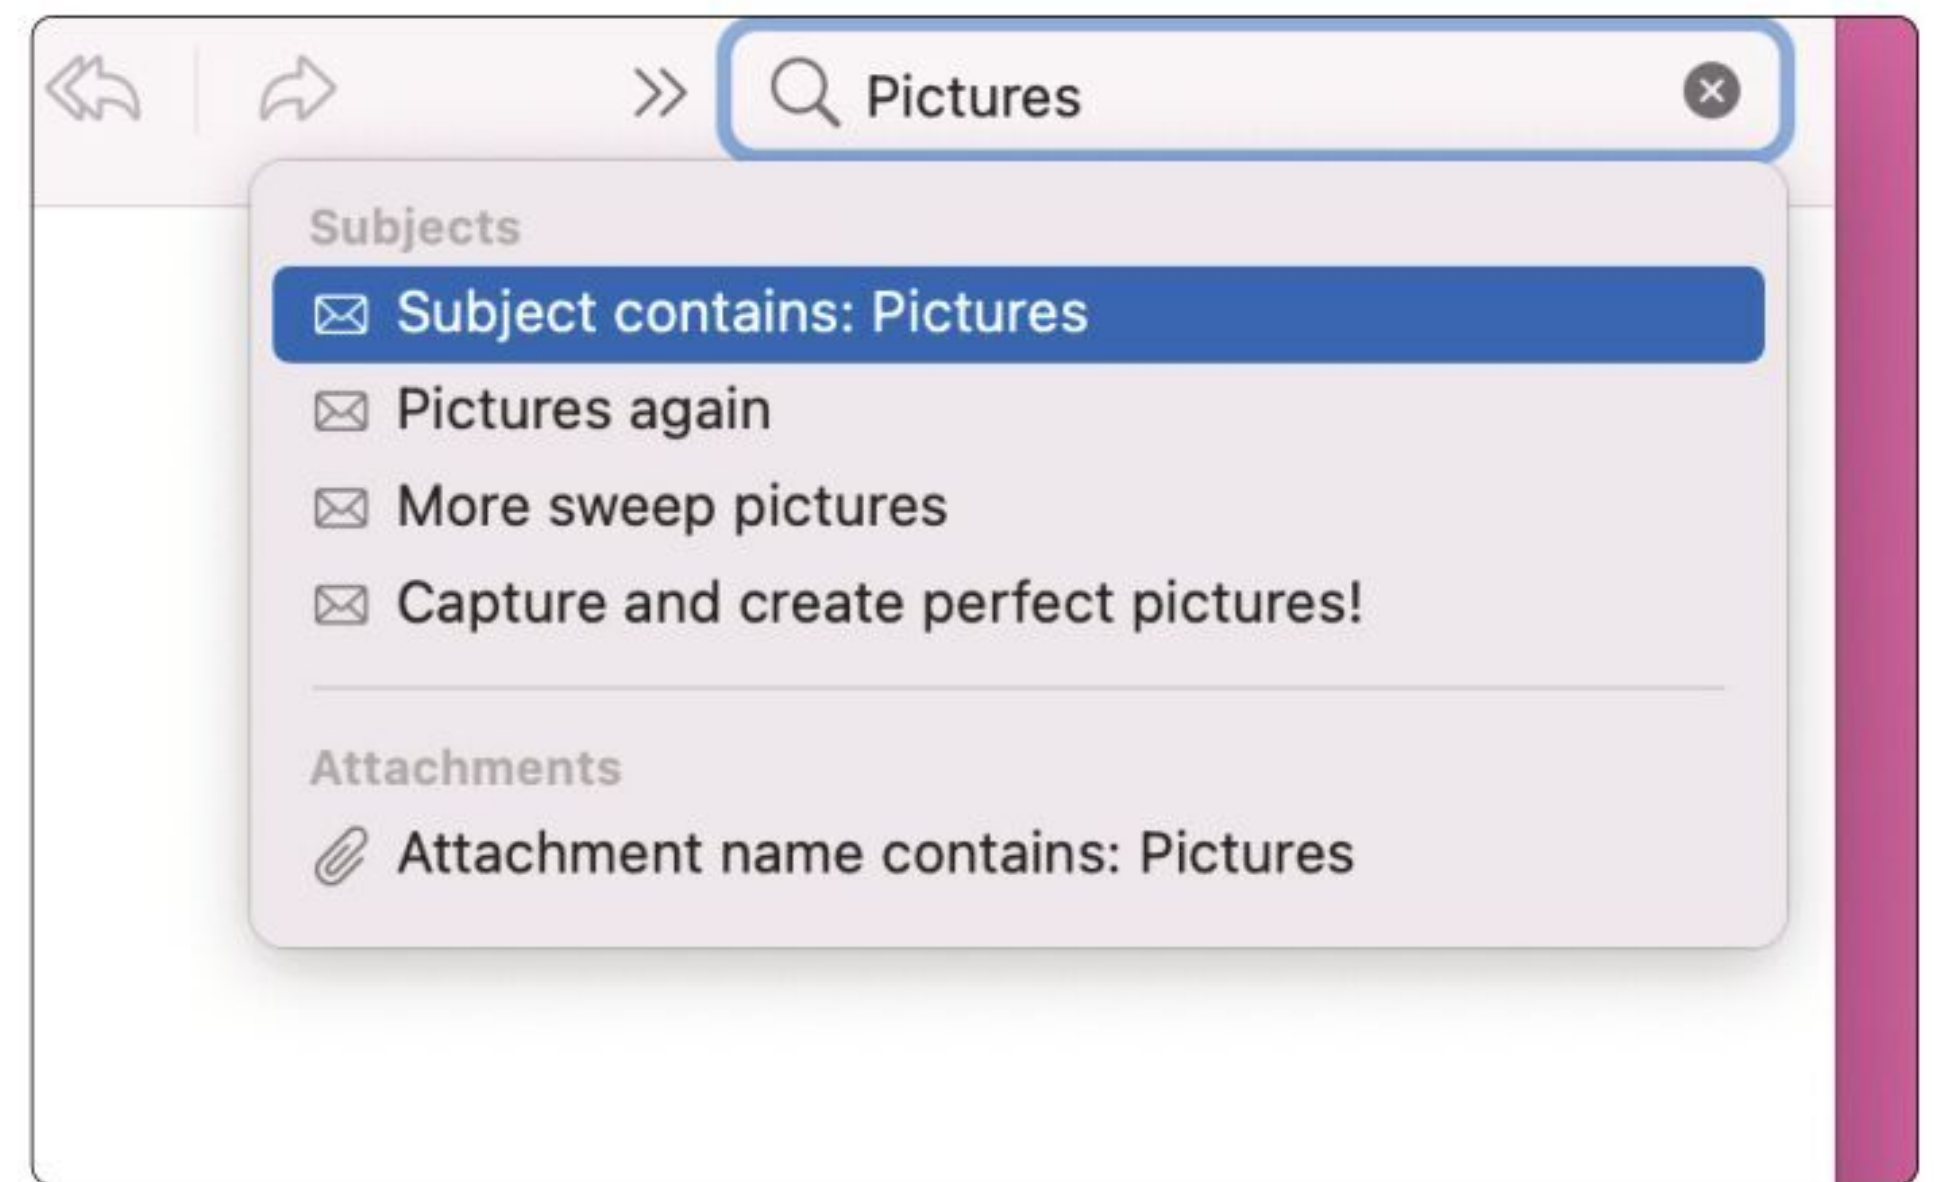 Pictures
Subjects
Subject contains: Pictures
Pictures again
More sweep pictures
Capture and create perfect pictures!
Attachments
Attachment name contains: Pictures